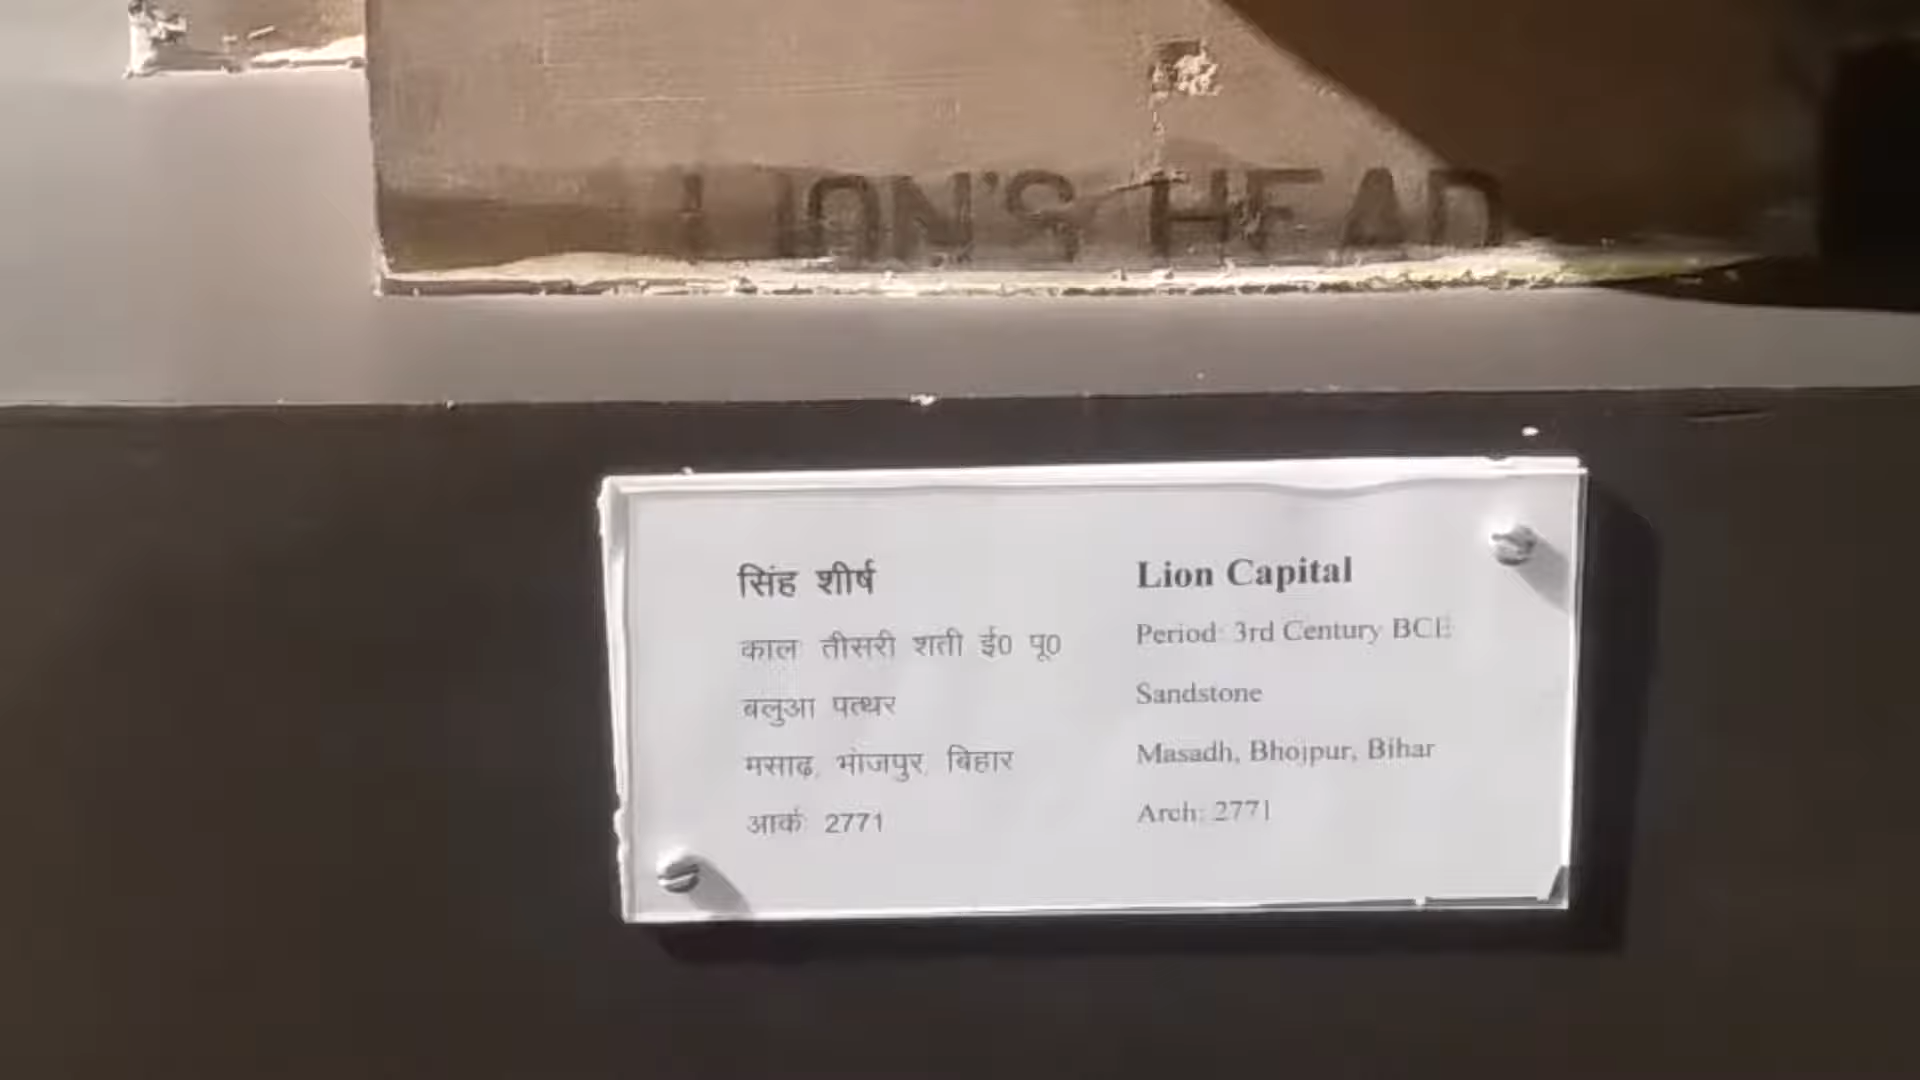 LION'S HEAD
सिंह शीर्ष
काल तीसरी शती ई0 पू0
बलुआ पत्थर
मसाढ़, भोजपुर, बिहार
आर्क 2771
Lion Capital
Period: 3rd Century BCE
Sandstone
Masadh, Bhojpur, Bihar
Arch: 2771